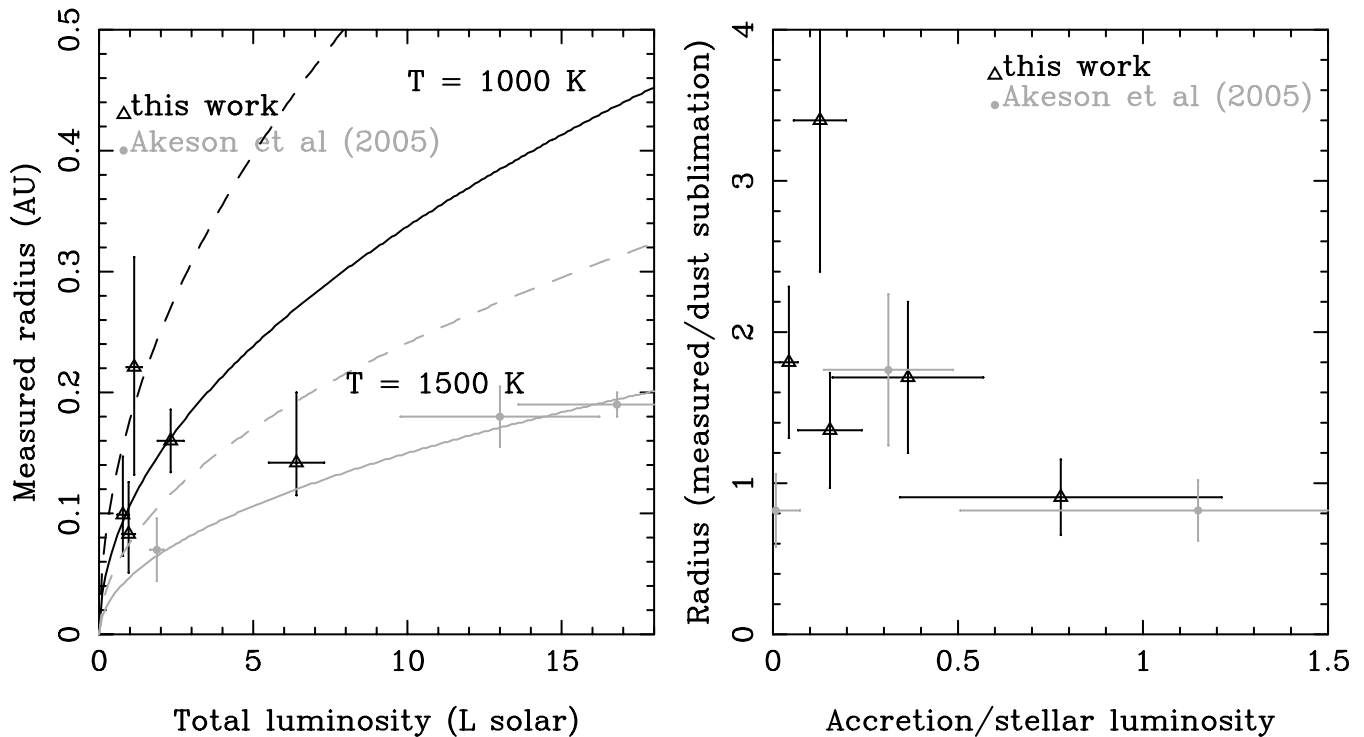 0.5
0.4
0.3
0.2
0.1
0
Measured radius (AU)
T = 1000 K
this work
Akeson et al (2005)
T = 1500 K
0 5 10 15
Total luminosity (L solar)
4
3
2
1
0
Radius (measured/dust sublimation)
this work
Akeson et al (2005)
0 0.5 1 1.5
Accretion/stellar luminosity